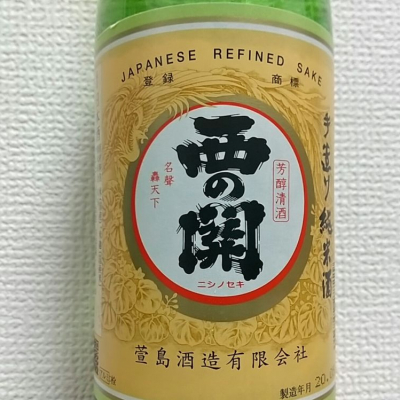 JAPANESE REFINED SAKE
登録 商標
手造り純米酒
芳醇清酒
西の關
名聲
轟天下
ニシノセキ
萱島酒造有限会社
製造年月 20.